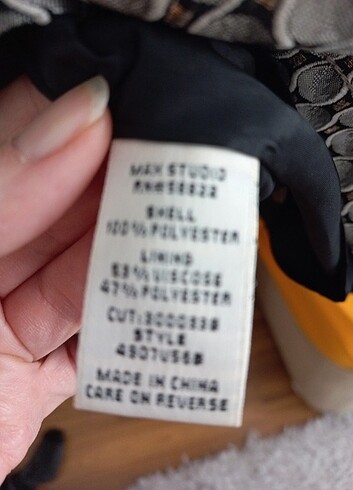 MAX STUDIO
RN#58822
SHELL
100%POLYESTER
LINING
53%VISCOSE
47%POLYESTER
CUT:3000338
STYLE
4507U56B
MADE IN CHINA
CARE ON REVERSE